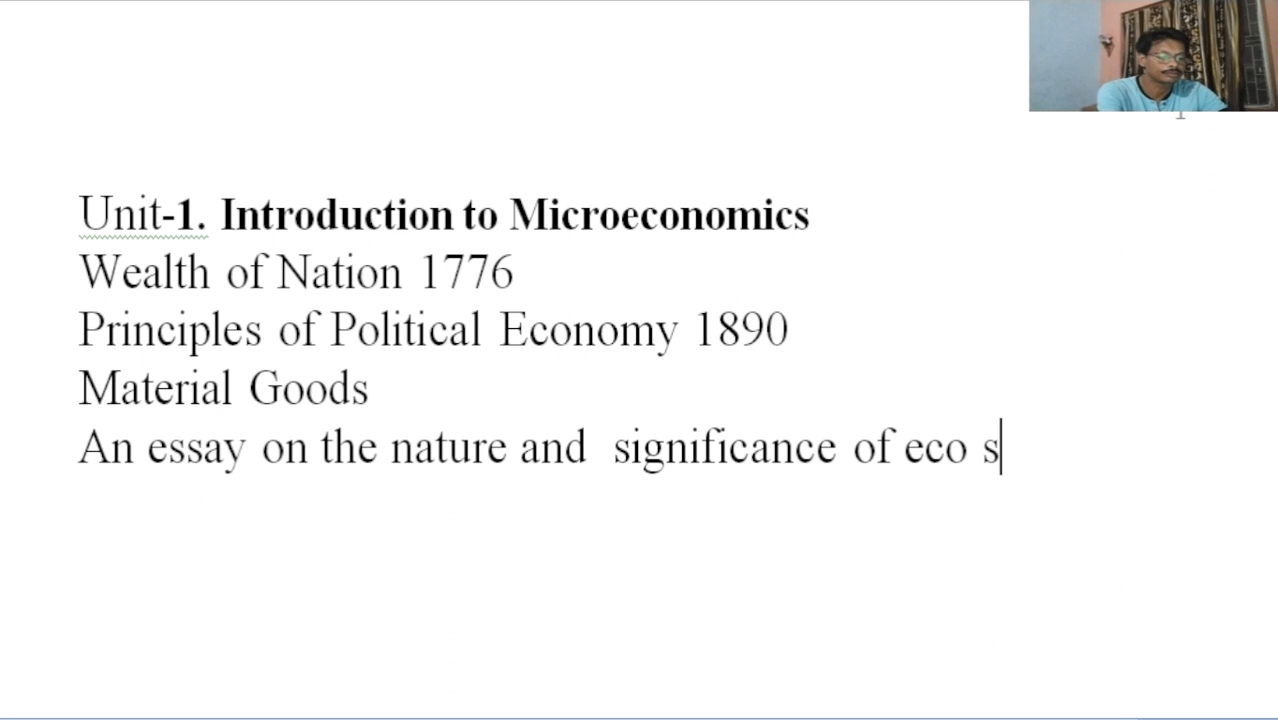 Unit-1. Introduction to Microeconomics
Wealth of Nation 1776
Principles of Political Economy 1890
Material Goods
An essay on the nature and  significance of eco s